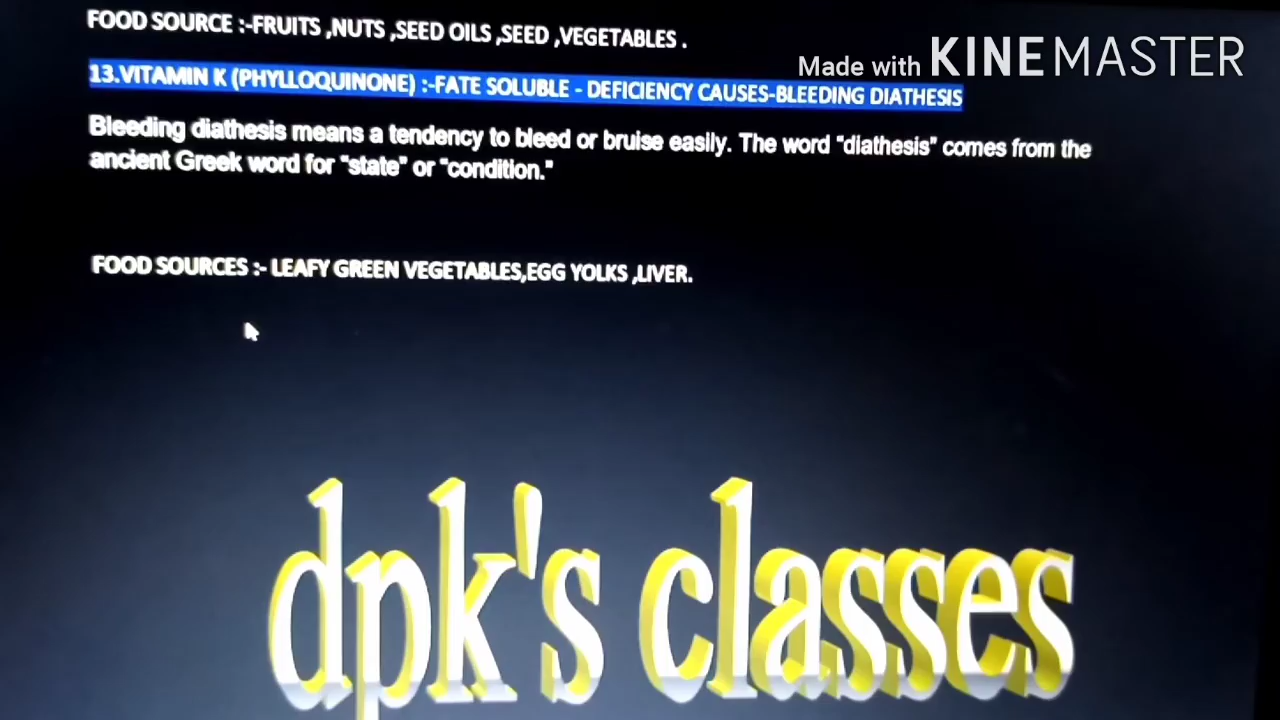 FOOD SOURCE :-FRUITS ,NUTS ,SEED OILS ,SEED ,VEGETABLES .
Made with KINEMASTER
13.VITAMIN K (PHYLLOQUINONE) :-FATE SOLUBLE - DEFICIENCY CAUSES-BLEEDING DIATHESIS
Bleeding diathesis means a tendency to bleed or bruise easily. The word “diathesis” comes from the
ancient Greek word for “state” or “condition.”
FOOD SOURCES :- LEAFY GREEN VEGETABLES,EGG YOLKS ,LIVER.
dpk's classes